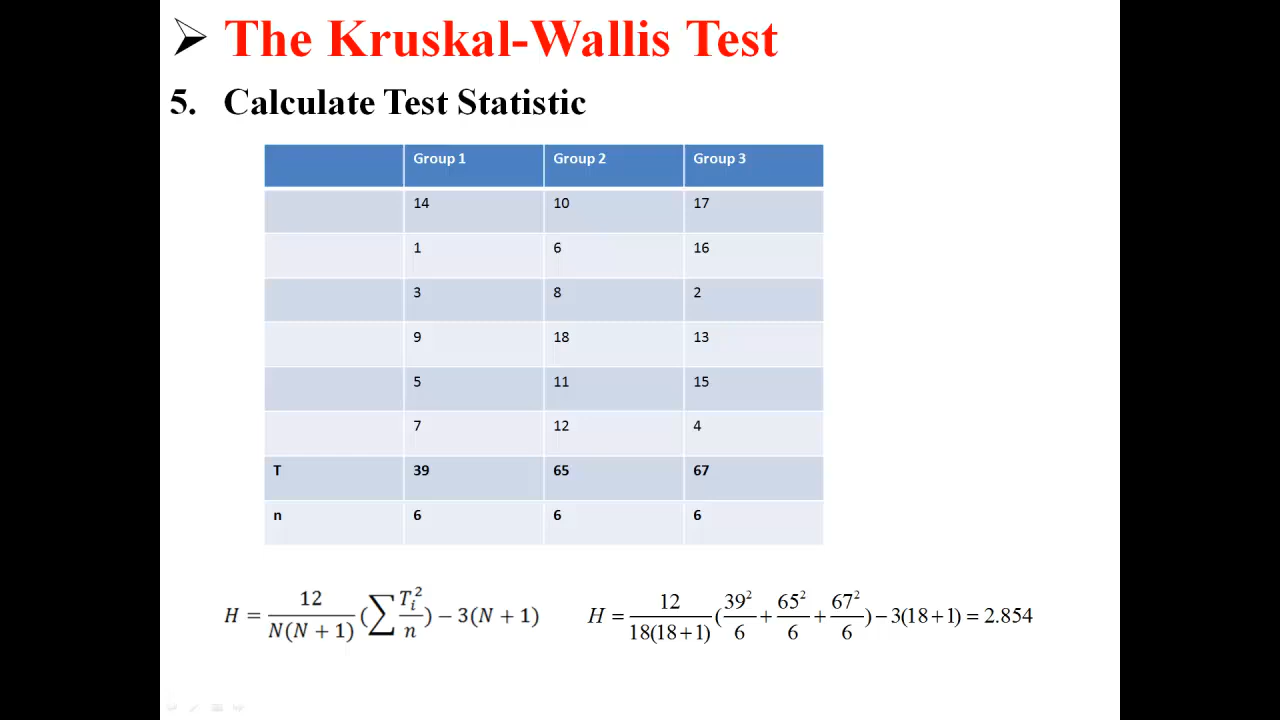 ➢ The Kruskal-Wallis Test
5. Calculate Test Statistic
Group 1 Group 2 Group 3
14 10 17
1 6 16
3 8 2
9 18 13
5 11 15
7 12 4
T 39 65 67
n 6 6 6
H = 12/N(N + 1) (∑ Tᵢ²/n) − 3(N + 1) H = 12/18(18+1) (39²/6 + 65²/6 + 67²/6) − 3(18+1) = 2.854